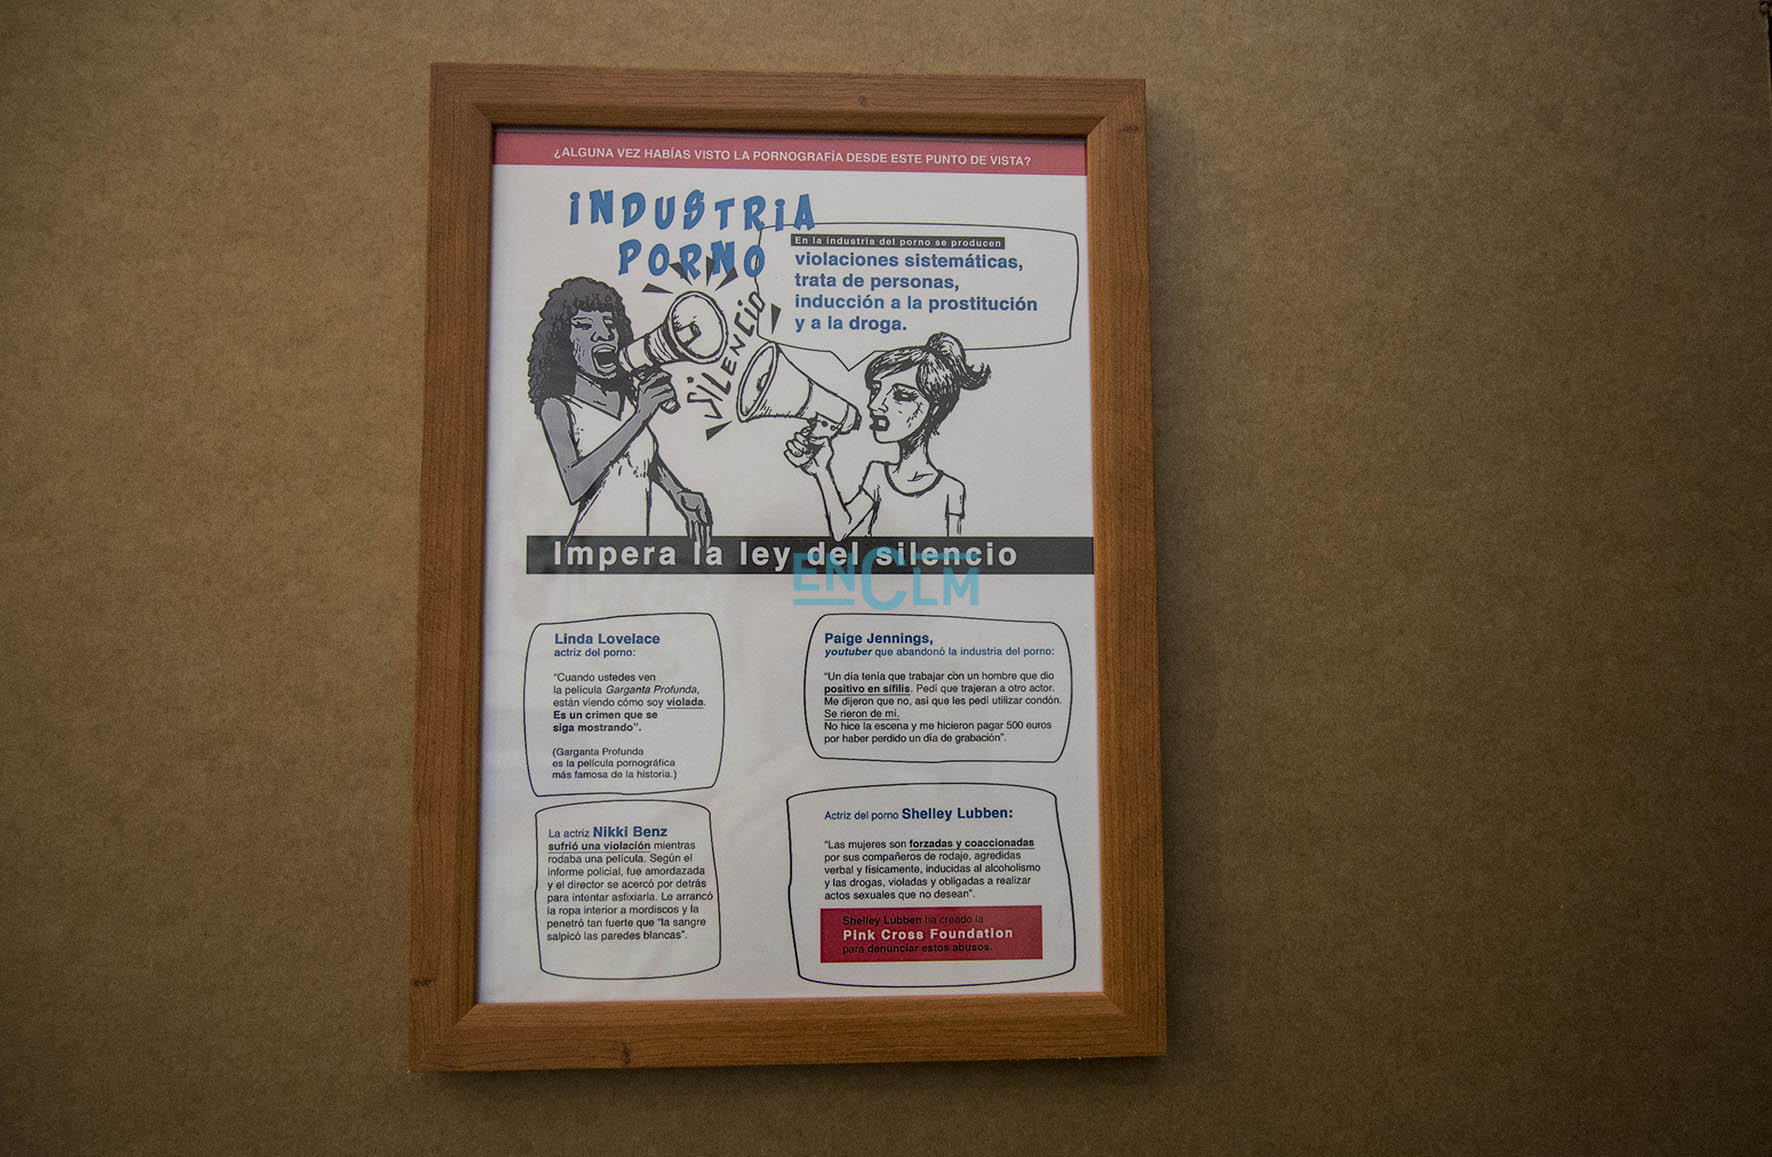 ¿ALGUNA VEZ HABÍAS VISTO LA PORNOGRAFÍA DESDE ESTE PUNTO DE VISTA?
iNDUSTRiA
PORNO
En la industria del porno se producen
violaciones sistemáticas,
trata de personas,
inducción a la prostitución
y a la droga.
SiLENCiO
Impera la ley del silencio
ENCLM
Linda Lovelace
actriz del porno:
"Cuando ustedes ven
la película Garganta Profunda,
están viendo cómo soy violada.
Es un crimen que se
siga mostrando".
(Garganta Profunda
es la película pornográfica
más famosa de la historia.)
Paige Jennings,
youtuber que abandonó la industria del porno:
"Un día tenía que trabajar con un hombre que dio
positivo en sífilis. Pedí que trajeran a otro actor.
Me dijeron que no, así que les pedí utilizar condón.
Se rieron de mí.
No hice la escena y me hicieron pagar 500 euros
por haber perdido un día de grabación".
La actriz Nikki Benz
sufrió una violación mientras
rodaba una película. Según el
informe policial, fue amordazada
y el director se acercó por detrás
para intentar asfixiarla. Le arrancó
la ropa interior a mordiscos y la
penetró tan fuerte que "la sangre
salpicó las paredes blancas".
Actriz del porno Shelley Lubben:
"Las mujeres son forzadas y coaccionadas
por sus compañeros de rodaje, agredidas
verbal y físicamente, inducidas al alcoholismo
y las drogas, violadas y obligadas a realizar
actos sexuales que no desean".
Shelley Lubben ha creado la
Pink Cross Foundation
para denunciar estos abusos.